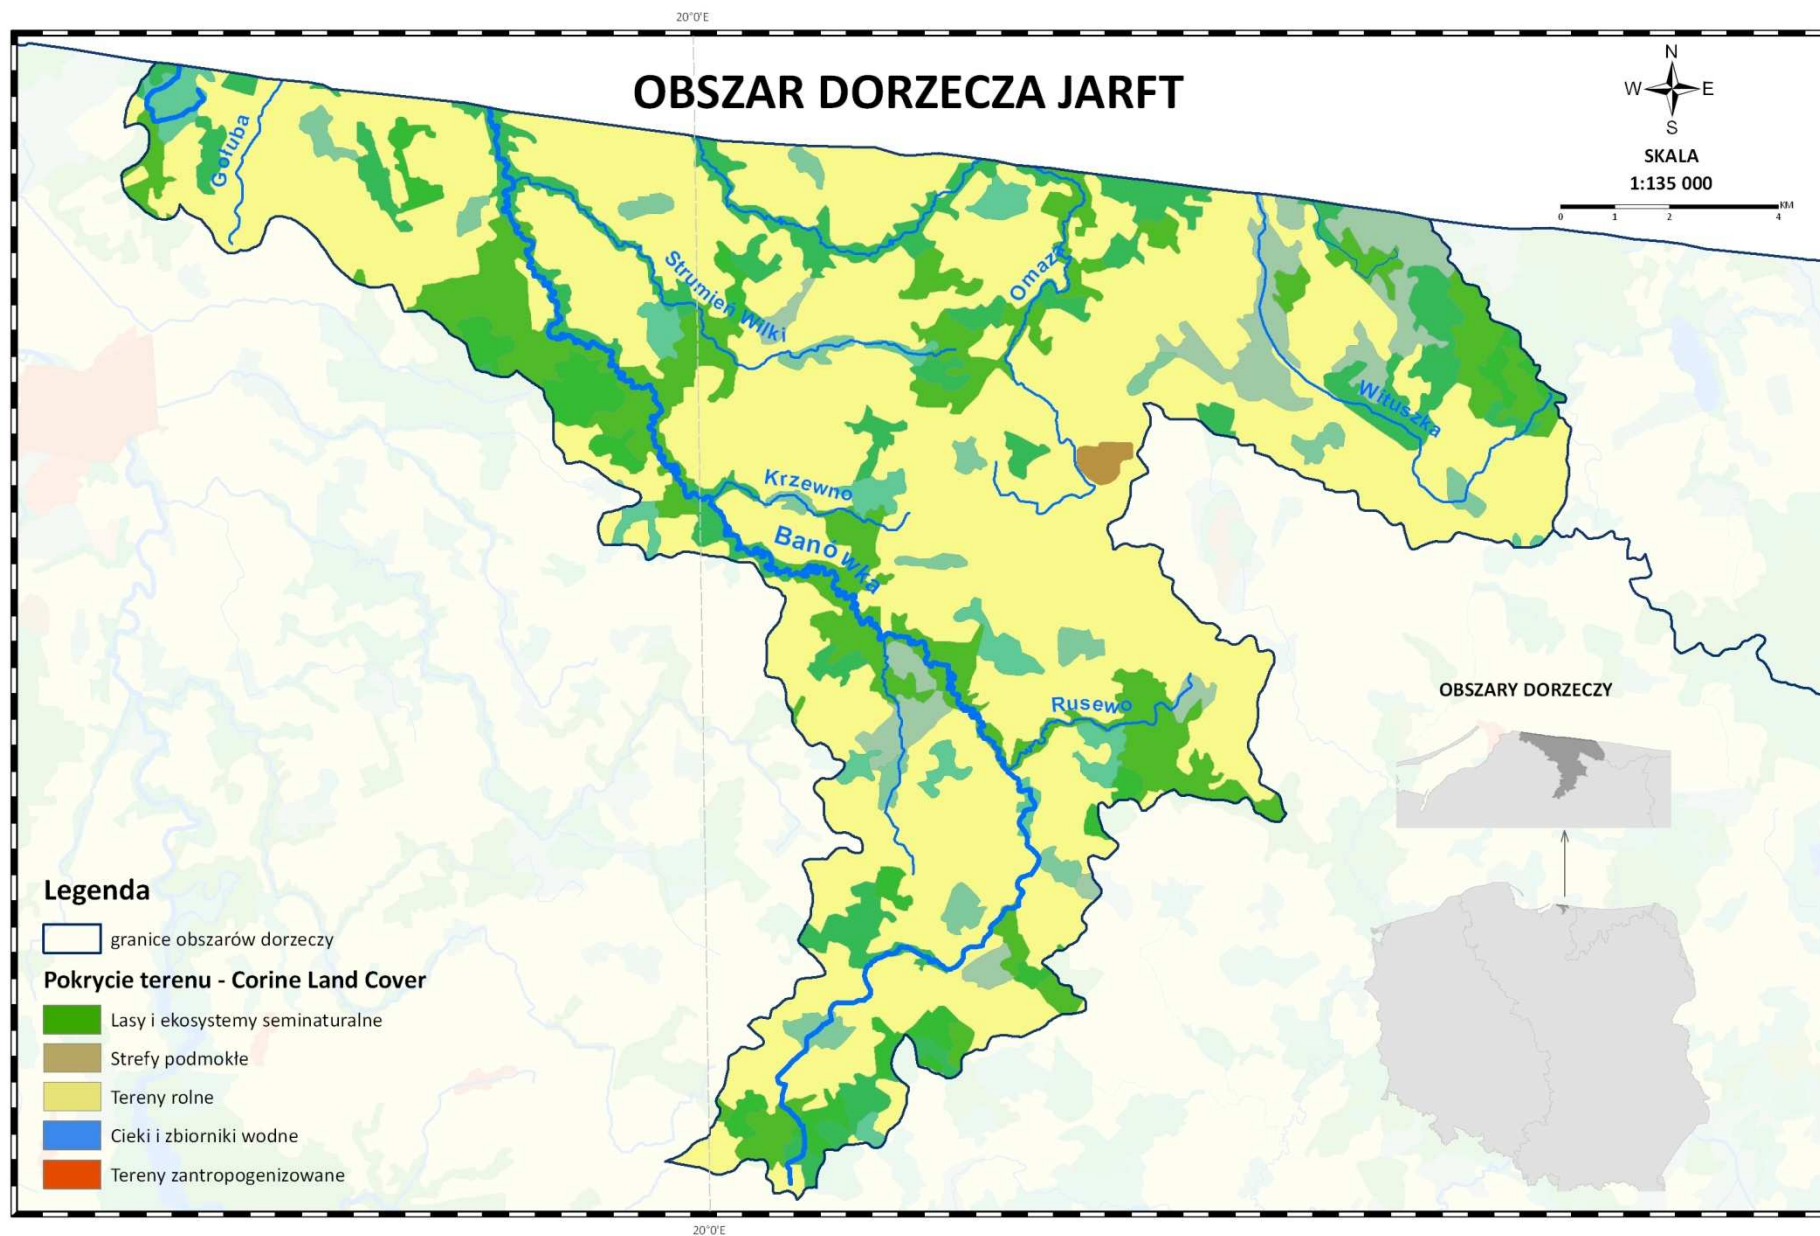 20°0'E
OBSZAR DORZECZA JARFT
N
W E
S
SKALA
1:135 000
KM
0 1 2 4
Gołuba
Strumień Wilki
Omaza
Wituszka
Krzewno
Banówka
Rusewo
OBSZARY DORZECZY
Legenda
granice obszarów dorzeczy
Pokrycie terenu - Corine Land Cover
Lasy i ekosystemy seminaturalne
Strefy podmokłe
Tereny rolne
Cieki i zbiorniki wodne
Tereny zantropogenizowane
20°0'E